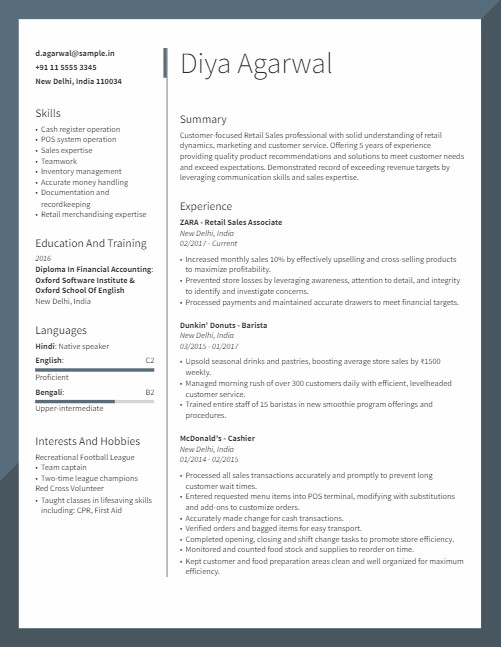 d.agarwal@sample.in
+91 11 5555 3345
New Delhi, India 110034
Skills
• Cash register operation
• POS system operation
• Sales expertise
• Teamwork
• Inventory management
• Accurate money handling
• Documentation and
recordkeeping
• Retail merchandising expertise
Education And Training
2016
Diploma In Financial Accounting:
Oxford Software Institute &
Oxford School Of English
New Delhi, India
Languages
Hindi: Native speaker
English: C2
Proficient
Bengali: B2
Upper-intermediate
Interests And Hobbies
Recreational Football League
• Team captain
• Two-time league champions
Red Cross Volunteer
• Taught classes in lifesaving skills
including: CPR, First Aid
Diya Agarwal
Summary
Customer-focused Retail Sales professional with solid understanding of retail
dynamics, marketing and customer service. Offering 5 years of experience
providing quality product recommendations and solutions to meet customer needs
and exceed expectations. Demonstrated record of exceeding revenue targets by
leveraging communication skills and sales expertise.
Experience
ZARA - Retail Sales Associate
New Delhi, India
02/2017 - Current
• Increased monthly sales 10% by effectively upselling and cross-selling products
to maximize profitability.
• Prevented store losses by leveraging awareness, attention to detail, and integrity
to identify and investigate concerns.
• Processed payments and maintained accurate drawers to meet financial targets.
Dunkin' Donuts - Barista
New Delhi, India
03/2015 - 01/2017
• Upsold seasonal drinks and pastries, boosting average store sales by ₹1500
weekly.
• Managed morning rush of over 300 customers daily with efficient, levelheaded
customer service.
• Trained entire staff of 15 baristas in new smoothie program offerings and
procedures.
McDonald's - Cashier
New Delhi, India
01/2014 - 02/2015
• Processed all sales transactions accurately and promptly to prevent long
customer wait times.
• Entered requested menu items into POS terminal, modifying with substitutions
and add-ons to customize orders.
• Accurately made change for cash transactions.
• Verified orders and bagged items for easy transport.
• Completed opening, closing and shift change tasks to promote store efficiency.
• Monitored and counted food stock and supplies to reorder on time.
• Kept customer and food preparation areas clean and well organized for maximum
efficiency.